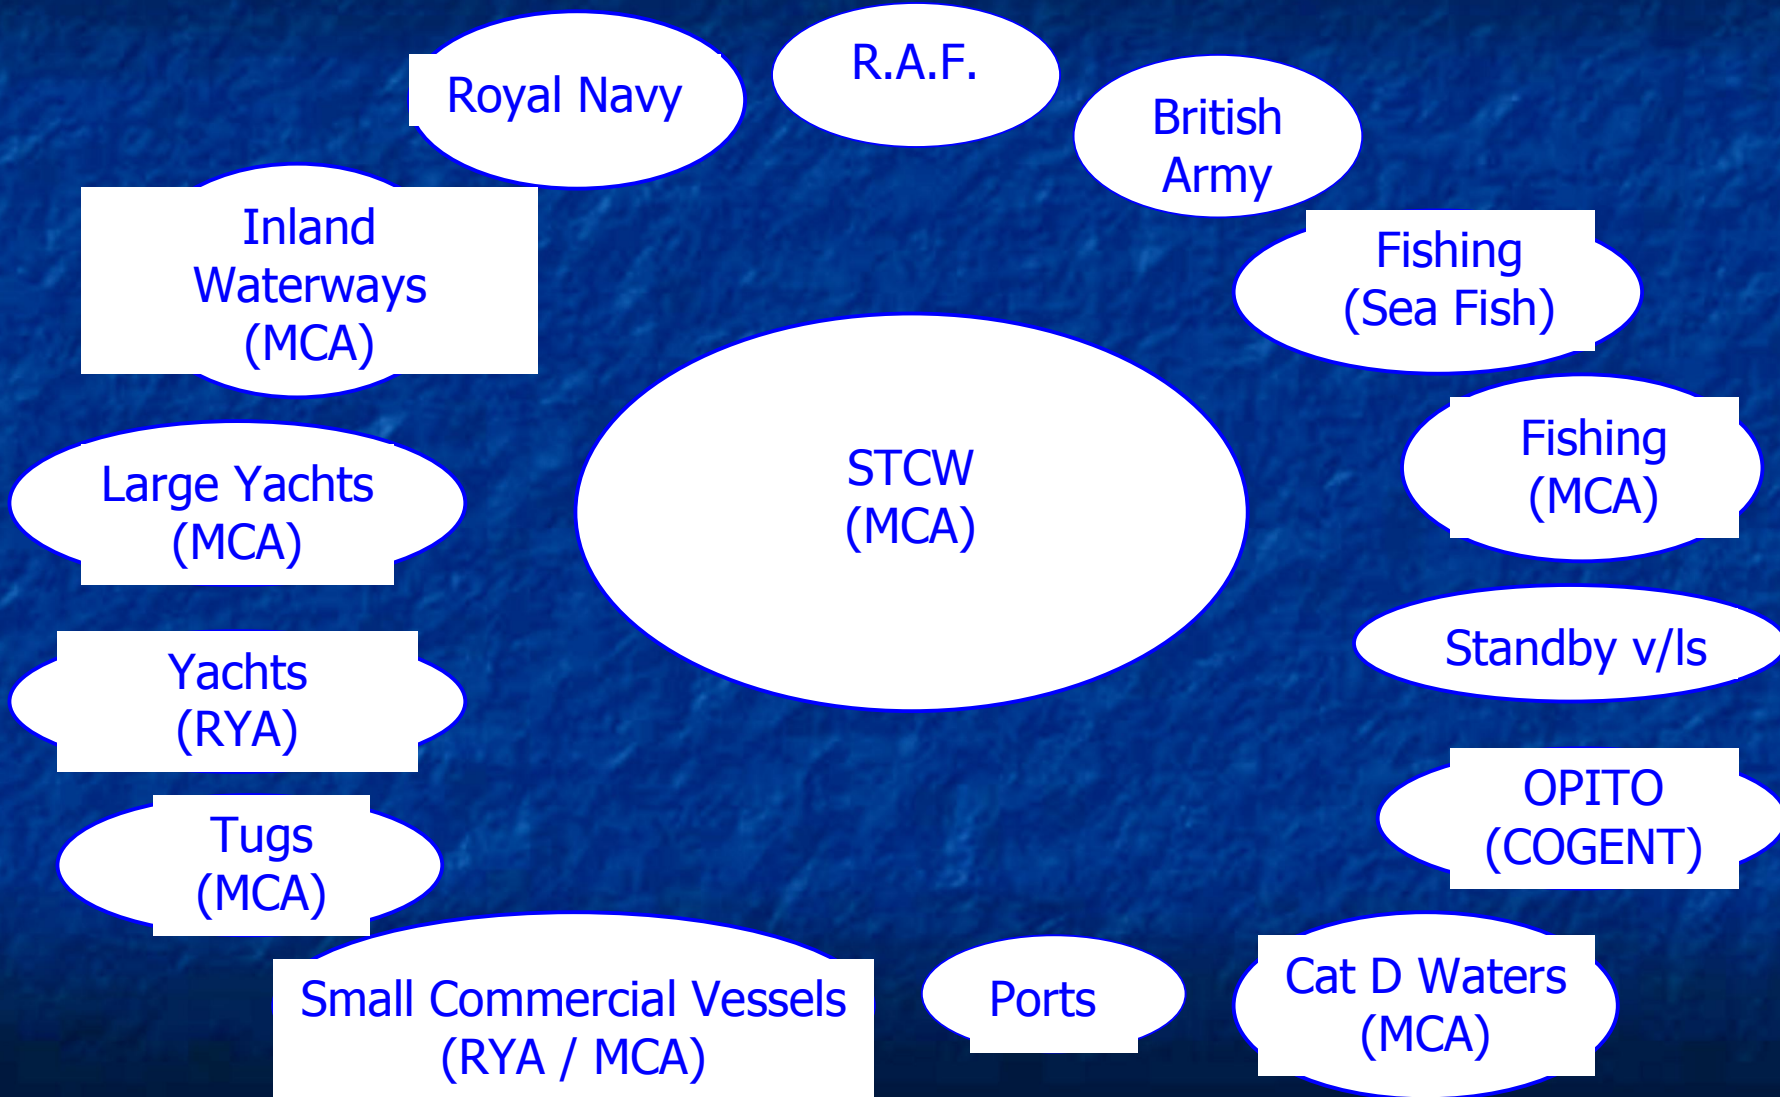 Royal Navy
R.A.F.
British
Army
Inland
Waterways
(MCA)
Fishing
(Sea Fish)
Large Yachts
(MCA)
STCW
(MCA)
Fishing
(MCA)
Yachts
(RYA)
Standby v/ls
Tugs
(MCA)
OPITO
(COGENT)
Small Commercial Vessels
(RYA / MCA)
Ports
Cat D Waters
(MCA)